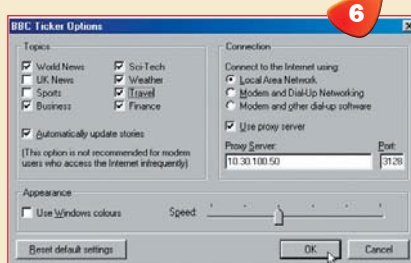 6
BBC Ticker Options
Topics
World News
Sci-Tech
UK News
Weather
Sports
Travel
Business
Finance
Automatically update stories
(This option is not recommended for modem
users who access the Internet infrequently)
Connection
Connect to the Internet using:
Local Area Network
Modem and Dial-Up Networking
Modem and other dial-up software
Use proxy server
Proxy Server:
Port:
10.30.100.50
3128
Appearance
Use Windows colours
Speed:
Reset default settings
OK
Cancel